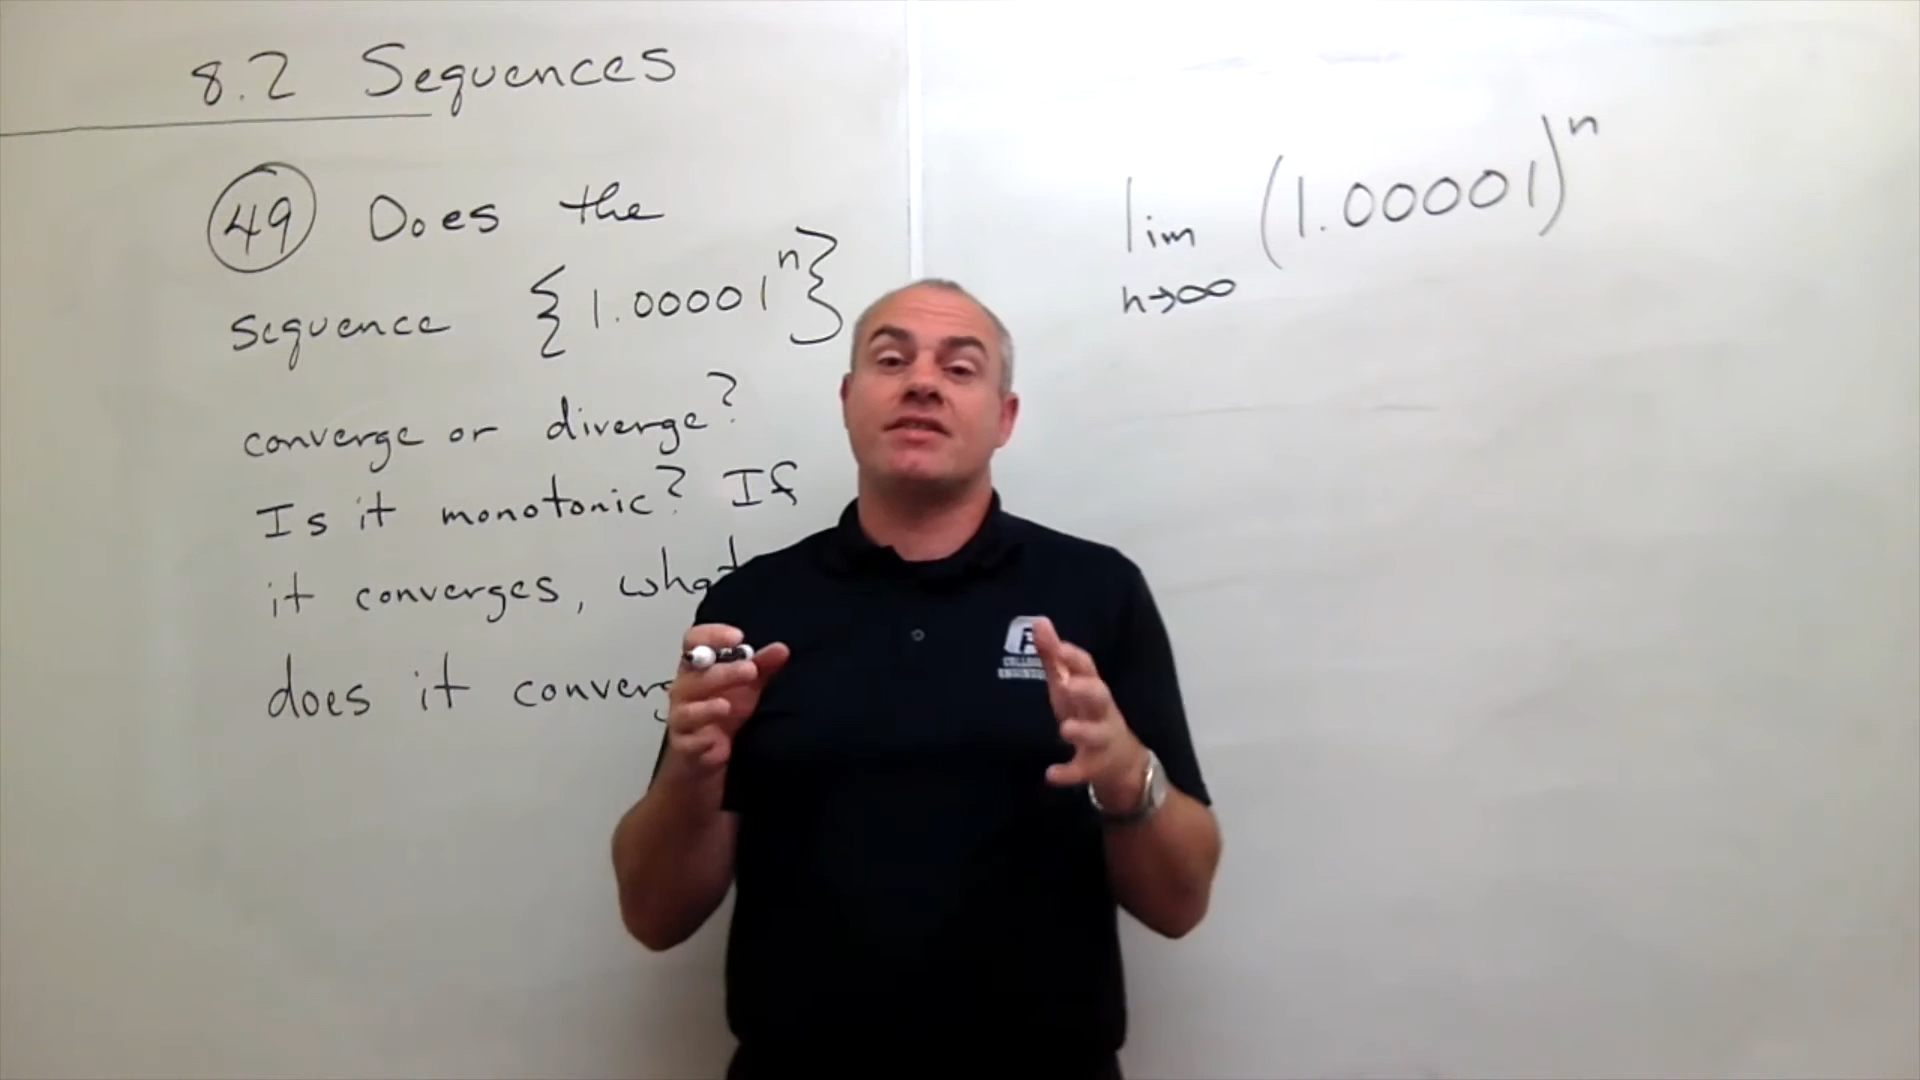 8.2 Sequences
49 Does the
sequence {1.00001^n}
converge or diverge?
Is it monotonic? If
it converges, what
does it
lim (1.00001)^n
n→∞